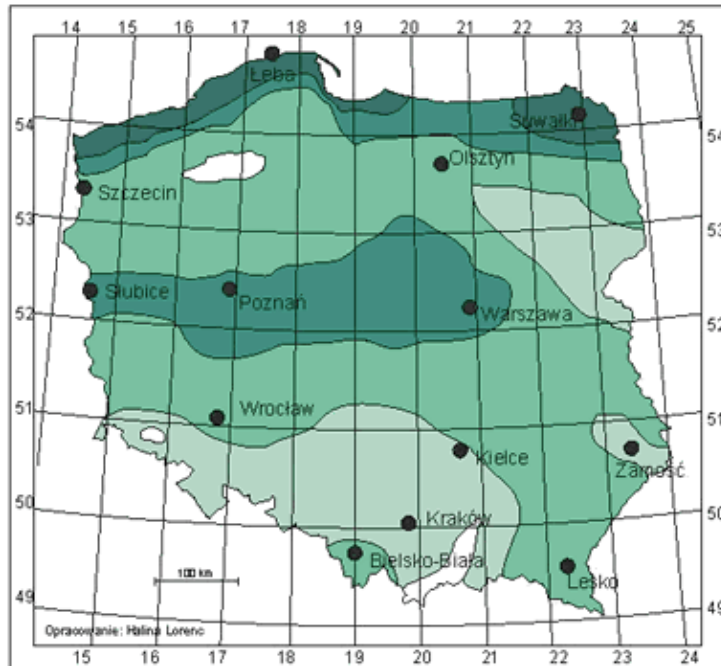 14 15 16 17 18 19 20 21 22 23 24 25
Łeba
54
Suwałki
54
Olsztyn
Szczecin
53
53
Słubice
Poznań
52
Warszawa
52
Wrocław
51
51
Kielce
Zamość
50
Kraków
50
Bielsko-Biała
Lesko
100 km
49
49
Opracowanie: Halina Lorenc
15 16 17 18 19 20 21 22 23 24